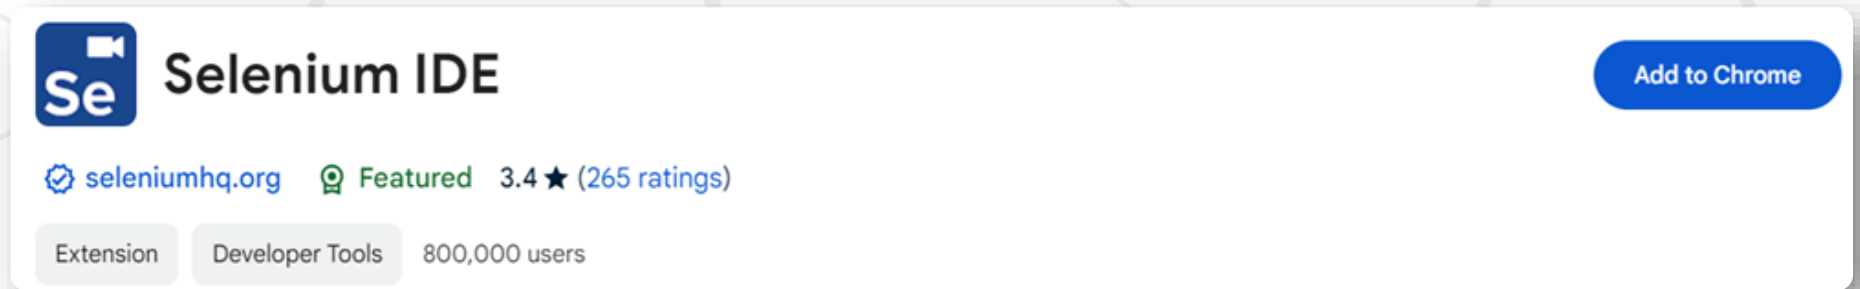 Se Selenium IDE Add to Chrome
seleniumhq.org Featured 3.4 ★ (265 ratings)
Extension Developer Tools 800,000 users